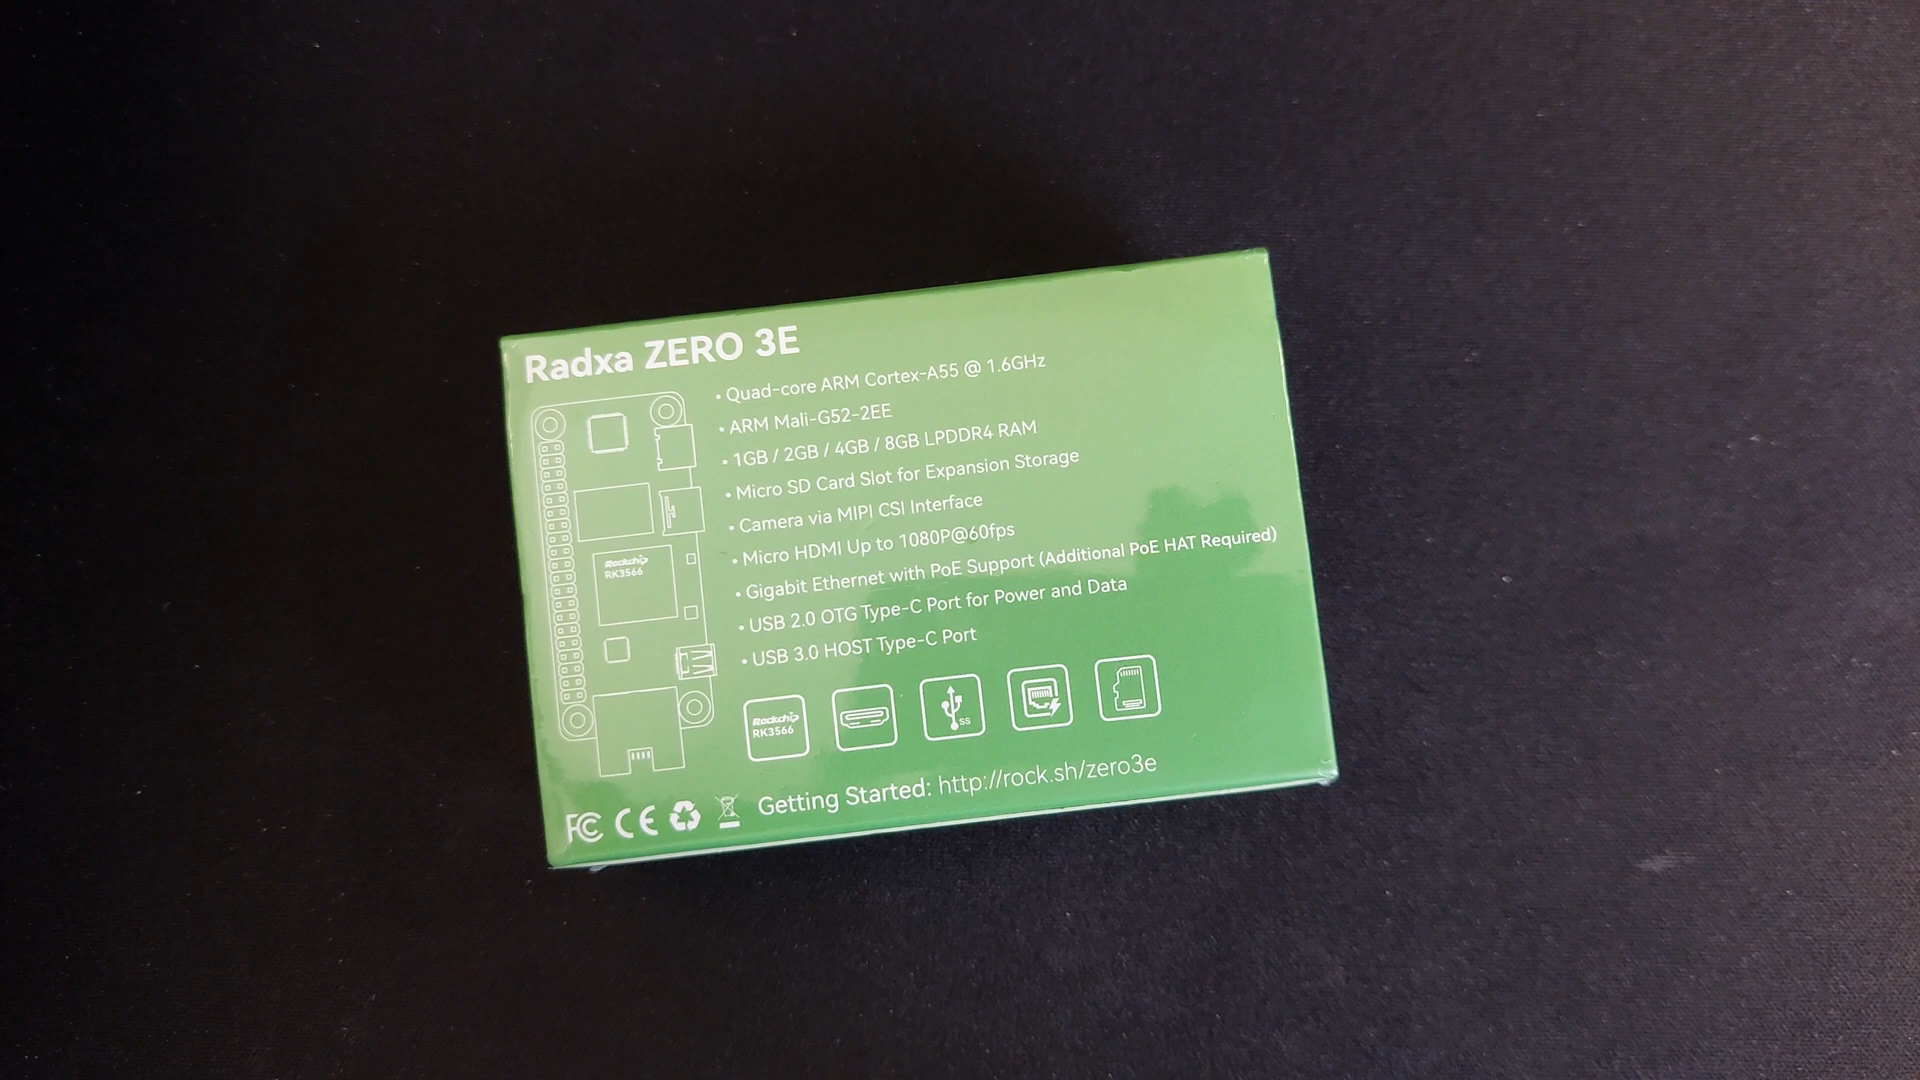 Radxa ZERO 3E
• Quad-core ARM Cortex-A55 @ 1.6GHz
• ARM Mali-G52-2EE
• 1GB / 2GB / 4GB / 8GB LPDDR4 RAM
• Micro SD Card Slot for Expansion Storage
• Camera via MIPI CSI Interface
• Micro HDMI Up to 1080P@60fps
• Gigabit Ethernet with PoE Support (Additional PoE HAT Required)
• USB 2.0 OTG Type-C Port for Power and Data
• USB 3.0 HOST Type-C Port
Rockchip
RK3566
Rockchip
RK3566
SS
FC CE
Getting Started: http://rock.sh/zero3e